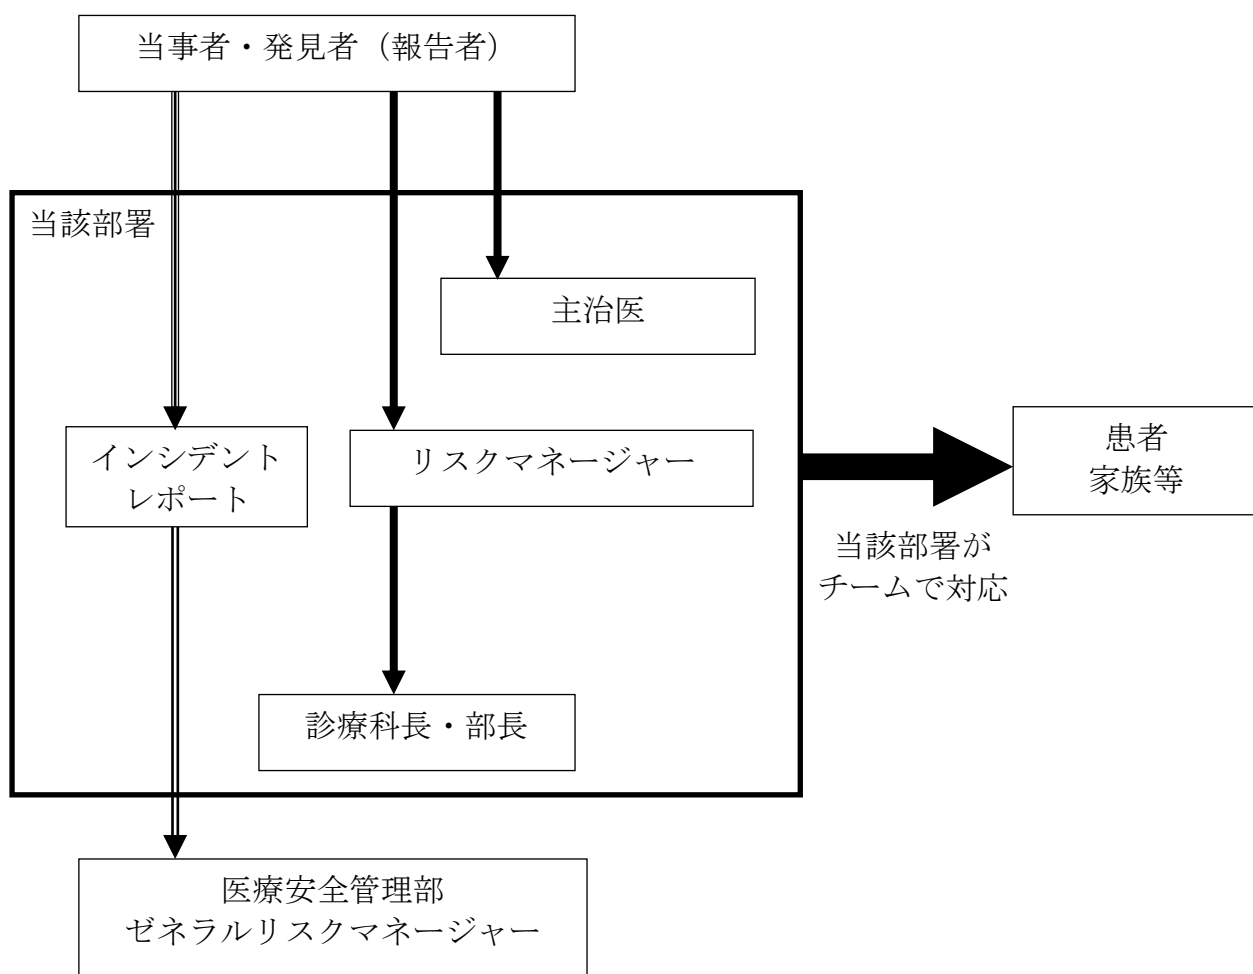 当事者・発見者（報告者）
当該部署
主治医
インシデント
レポート
リスクマネージャー
患者
家族等
当該部署が
チームで対応
診療科長・部長
医療安全管理部
ゼネラルリスクマネージャー